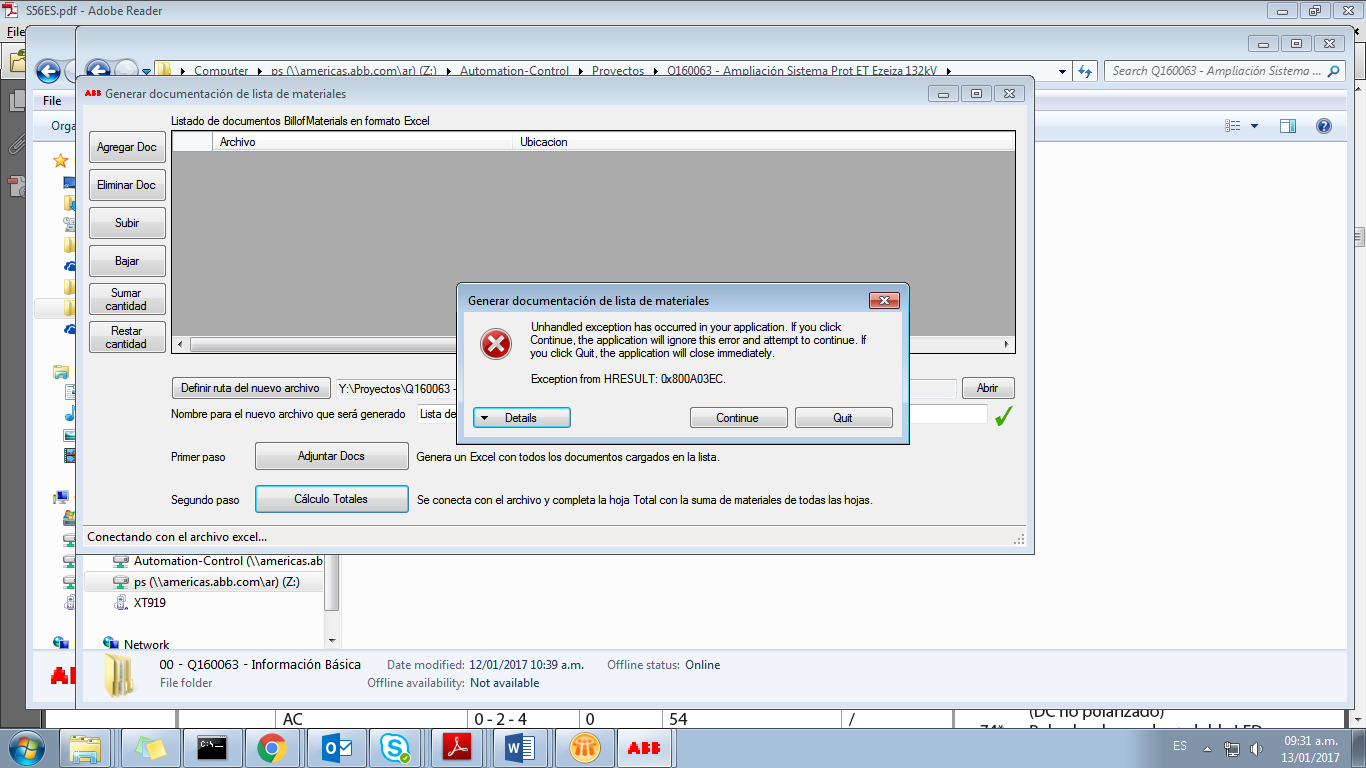 S56ES.pdf - Adobe Reader
File
Computer ps (\\americas.abb.com\ar) (Z:) Automation-Control Proyectos Q160063 - Ampliación Sistema Prot ET Ezeiza 132kV
Search Q160063 - Ampliación Sistema ...
ABB Generar documentación de lista de materiales
File
Listado de documentos BillofMaterials en formato Excel
Archivo Ubicacion
Agregar Doc
Eliminar Doc
Subir
Bajar
Sumar
cantidad
Restar
cantidad
Generar documentación de lista de materiales
Unhandled exception has occurred in your application. If you click
Continue, the application will ignore this error and attempt to continue. If
you click Quit, the application will close immediately.
Exception from HRESULT: 0x800A03EC.
Details Continue Quit
Definir ruta del nuevo archivo Y:\Proyectos\Q160063 - Abrir
Nombre para el nuevo archivo que será generado Lista de
Primer paso Adjuntar Docs Genera un Excel con todos los documentos cargados en la lista.
Segundo paso Cálculo Totales Se conecta con el archivo y completa la hoja Total con la suma de materiales de todas las hojas.
Conectando con el archivo excel...
Automation-Control (\\americas.ab
ps (\\americas.abb.com\ar) (Z:)
XT919
Network
00 - Q160063 - Información Básica Date modified: 12/01/2017 10:39 a.m. Offline status: Online
File folder Offline availability: Not available
AC 0 - 2 - 4 0 54 /
(DC no polarizado)
ABB
ES
09:31 a.m.
13/01/2017